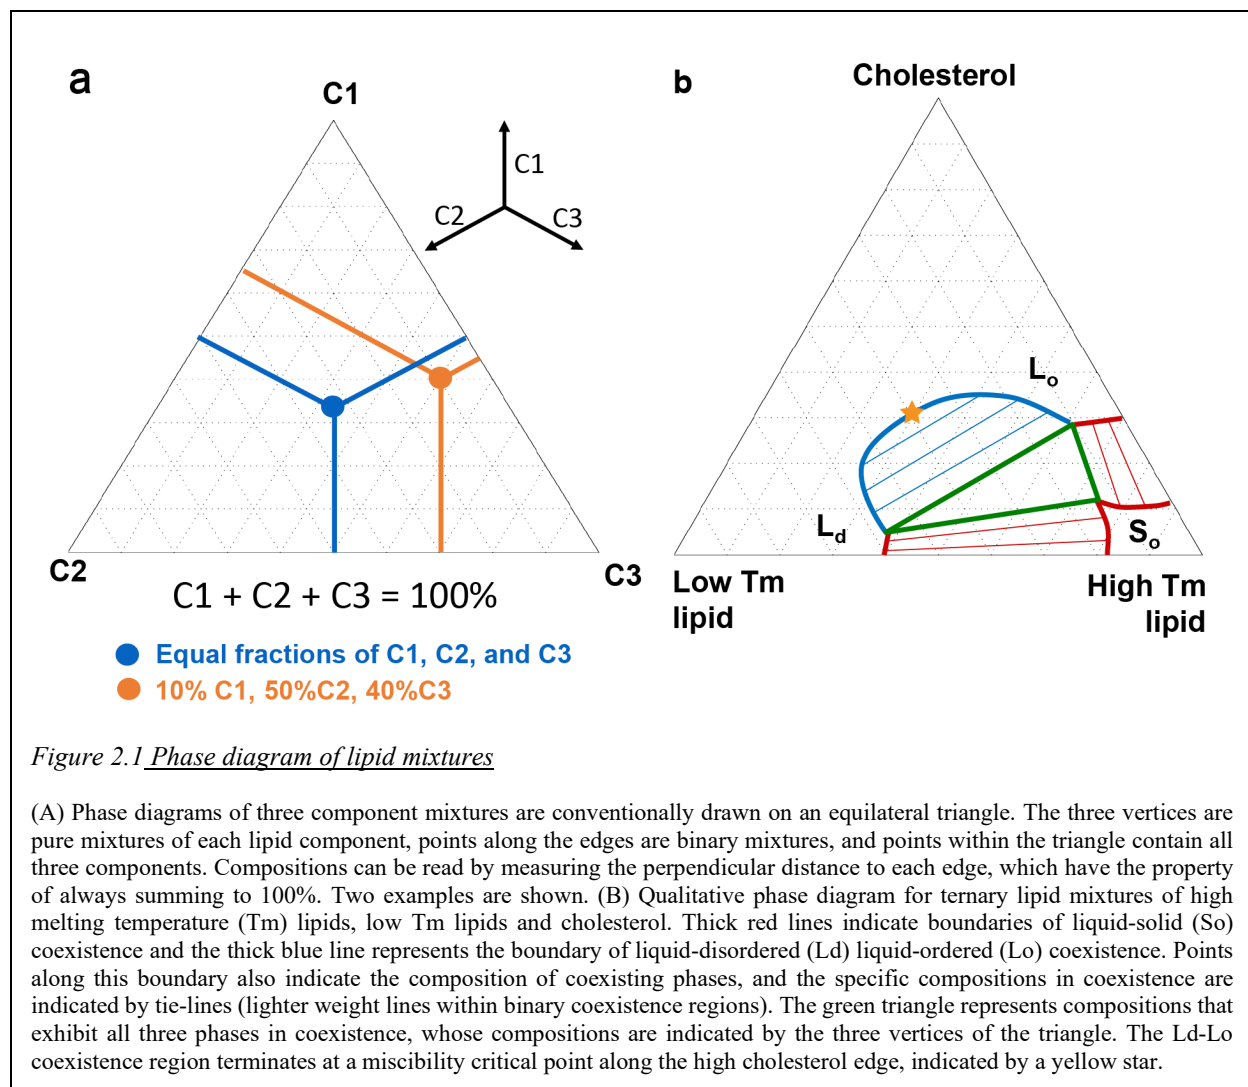 a
C1
C1
C2
C3
C2
C3
C1 + C2 + C3 = 100%
Equal fractions of C1, C2, and C3
10% C1, 50%C2, 40%C3
b
Cholesterol
Lo
Ld
So
Low Tm
lipid
High Tm
lipid
Figure 2.1 Phase diagram of lipid mixtures
(A) Phase diagrams of three component mixtures are conventionally drawn on an equilateral triangle. The three vertices are
pure mixtures of each lipid component, points along the edges are binary mixtures, and points within the triangle contain all
three components. Compositions can be read by measuring the perpendicular distance to each edge, which have the property
of always summing to 100%. Two examples are shown. (B) Qualitative phase diagram for ternary lipid mixtures of high
melting temperature (Tm) lipids, low Tm lipids and cholesterol. Thick red lines indicate boundaries of liquid-solid (So)
coexistence and the thick blue line represents the boundary of liquid-disordered (Ld) liquid-ordered (Lo) coexistence. Points
along this boundary also indicate the composition of coexisting phases, and the specific compositions in coexistence are
indicated by tie-lines (lighter weight lines within binary coexistence regions). The green triangle represents compositions that
exhibit all three phases in coexistence, whose compositions are indicated by the three vertices of the triangle. The Ld-Lo
coexistence region terminates at a miscibility critical point along the high cholesterol edge, indicated by a yellow star.